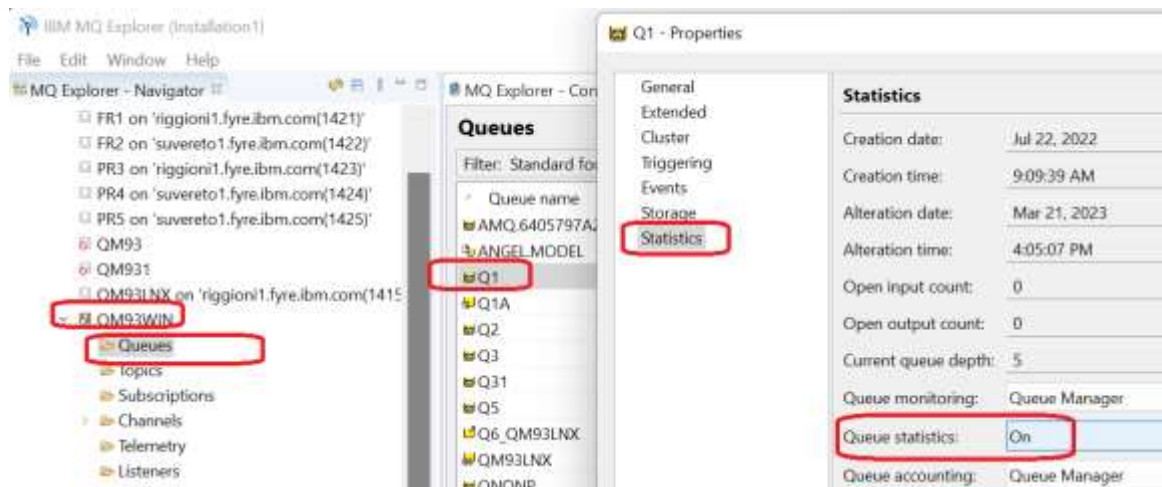 IBM MQ Explorer (Installation1)
File Edit Window Help
MQ Explorer - Navigator
FR1 on 'riggioni1.fyre.ibm.com(1421)'
FR2 on 'suvereto1.fyre.ibm.com(1422)'
PR3 on 'riggioni1.fyre.ibm.com(1423)'
PR4 on 'suvereto1.fyre.ibm.com(1424)'
PR5 on 'suvereto1.fyre.ibm.com(1425)'
QM93
QM931
QM93LNX on 'riggioni1.fyre.ibm.com(1415
QM93WIN
Queues
Topics
Subscriptions
Channels
Telemetry
Listeners
MQ Explorer - Con
Queues
Filter: Standard fo
Queue name
AMQ.6405797A
ANGEL.MODEL
Q1
Q1A
Q2
Q3
Q31
Q5
Q6_QM93LNX
QM93LNX
QNONP
Q1 - Properties
General
Extended
Cluster
Triggering
Events
Storage
Statistics
Statistics
Creation date: Jul 22, 2022
Creation time: 9:09:39 AM
Alteration date: Mar 21, 2023
Alteration time: 4:05:07 PM
Open input count: 0
Open output count: 0
Current queue depth: 5
Queue monitoring: Queue Manager
Queue statistics: On
Queue accounting: Queue Manager